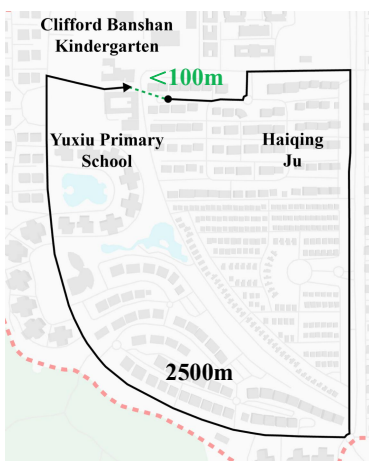 Clifford Banshan
Kindergarten
<100m
Yuxiu Primary
School
Haiqing
Ju
2500m